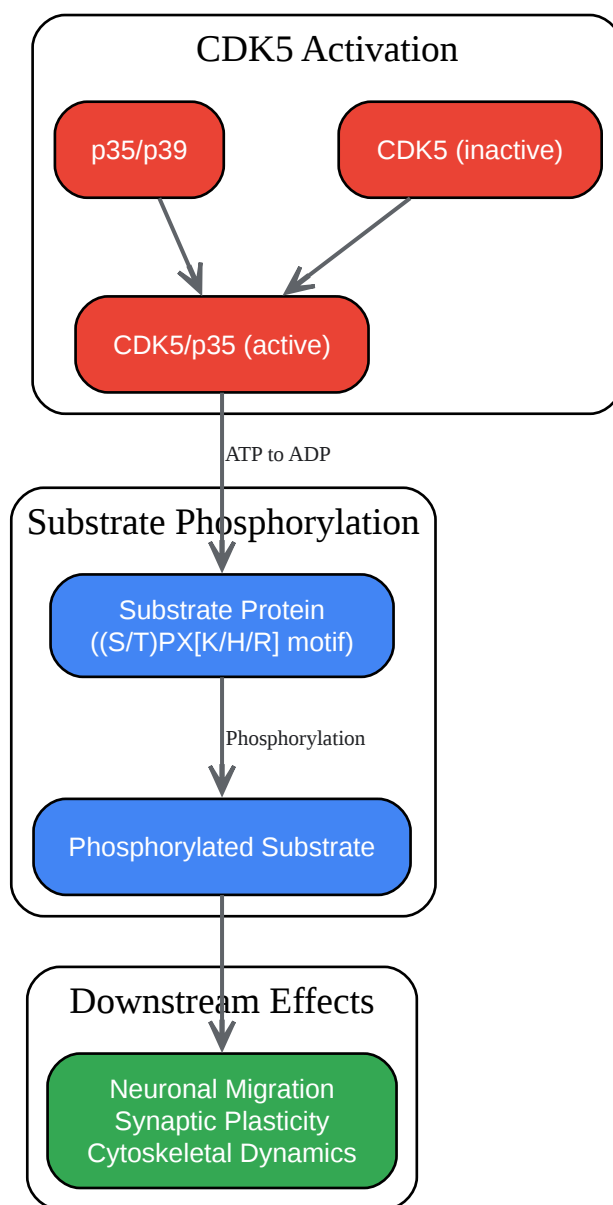 CDK5 Activation
p35/p39
CDK5 (inactive)
CDK5/p35 (active)
ATP to ADP
Substrate Phosphorylation
Substrate Protein
((S/T)PX[K/H/R] motif)
Phosphorylation
Phosphorylated Substrate
Downstream Effects
Neuronal Migration
Synaptic Plasticity
Cytoskeletal Dynamics